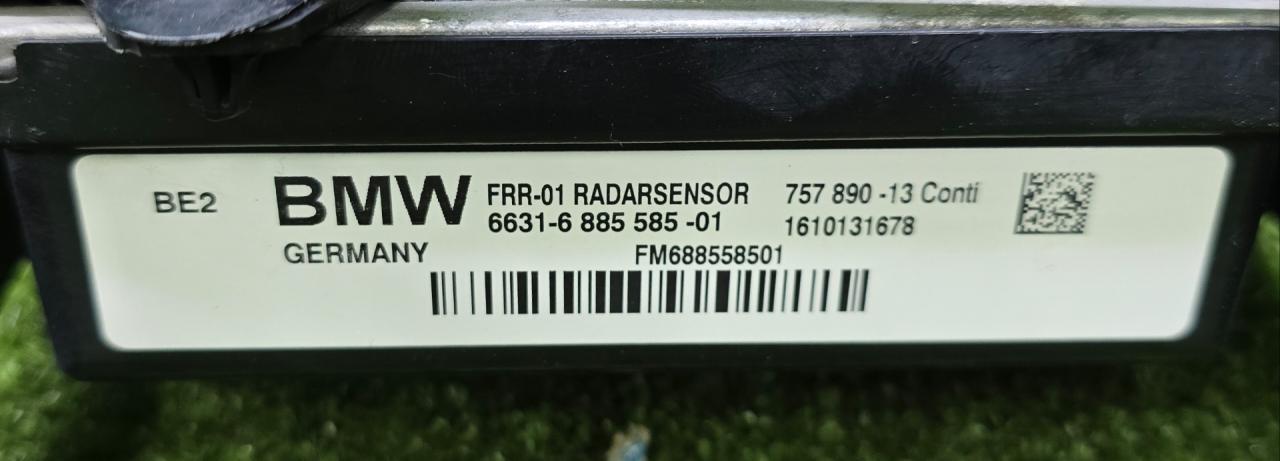 BE2
BMW
GERMANY
FRR-01 RADARSENSOR
6631-6 885 585 -01
757 890 -13 Conti
1610131678
FM688558501